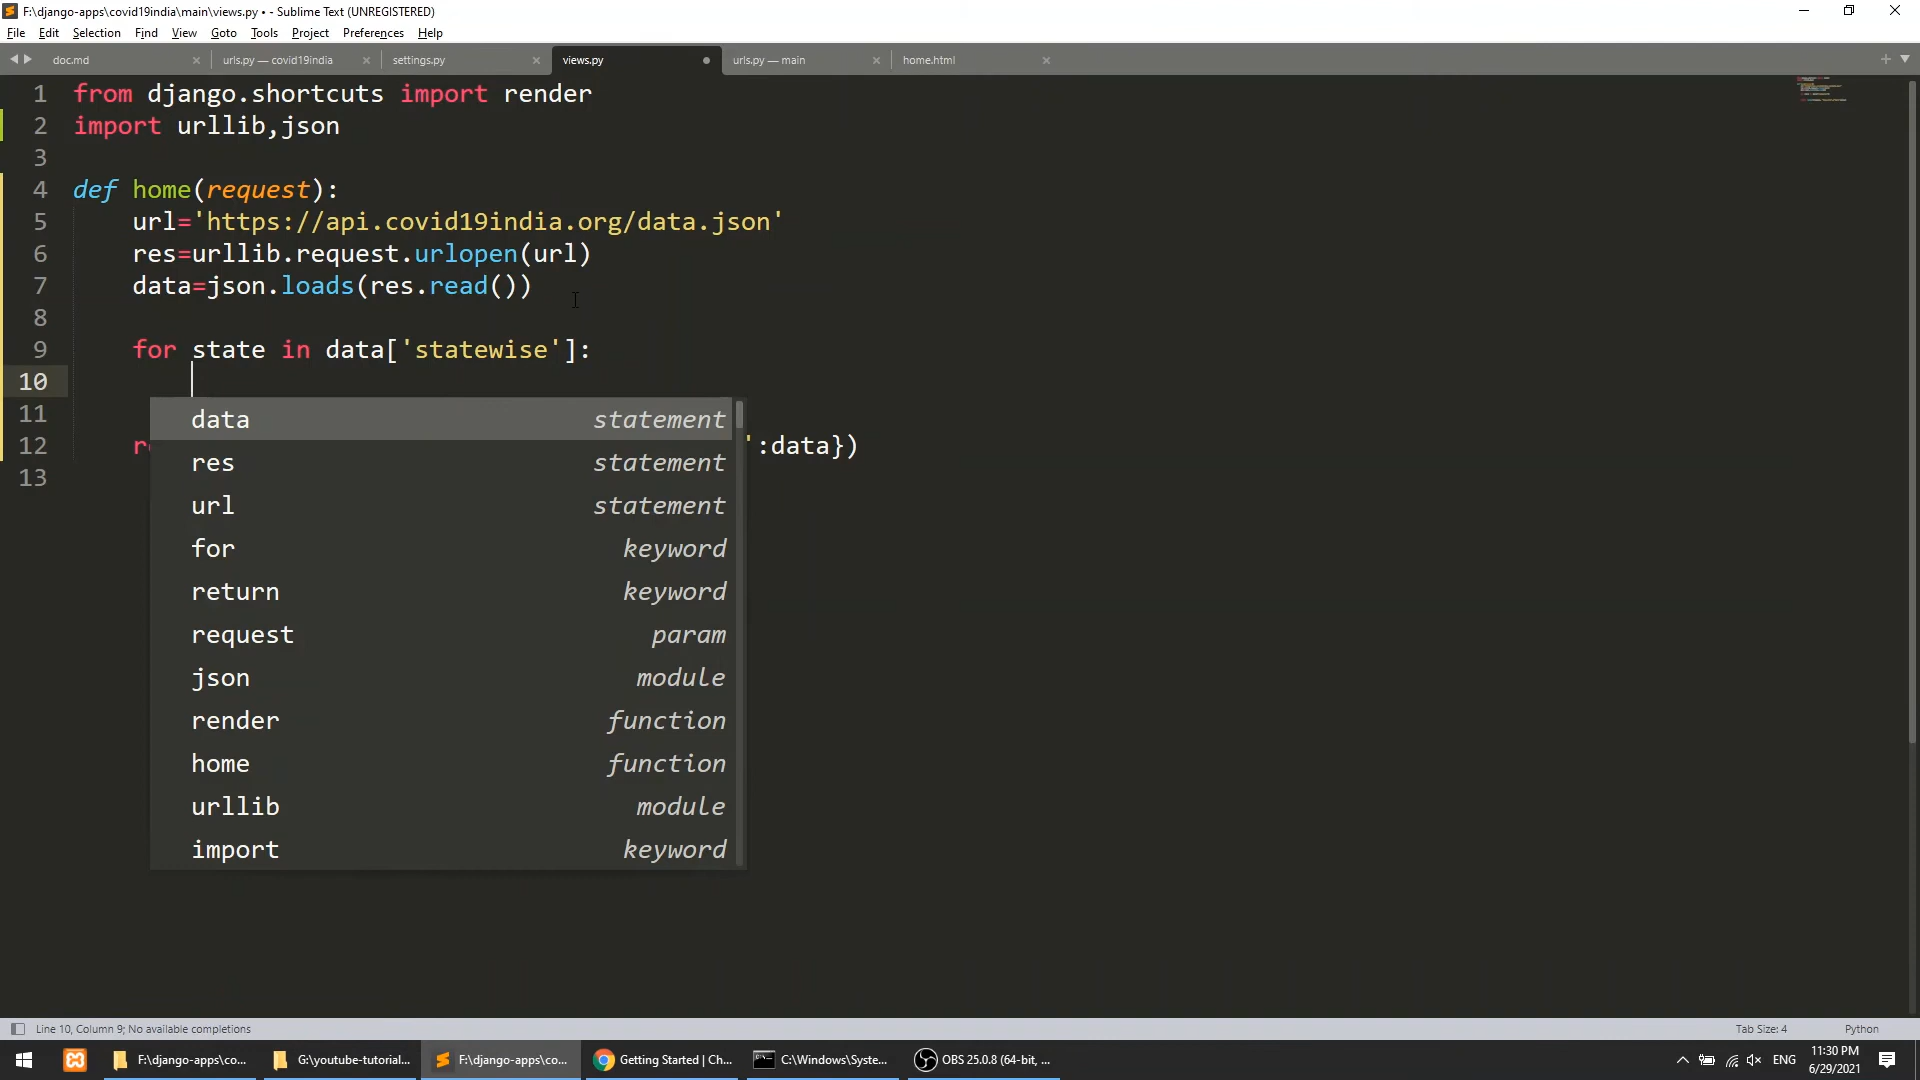 F:\django-apps\covid19india\main\views.py • - Sublime Text (UNREGISTERED)
File Edit Selection Find View Goto Tools Project Preferences Help
doc.md urls.py — covid19india settings.py views.py urls.py — main home.html
1 from django.shortcuts import render
2 import urllib,json
3
4 def home(request):
5 url='https://api.covid19india.org/data.json'
6 res=urllib.request.urlopen(url)
7 data=json.loads(res.read())
8
9 for state in data['statewise']:
10
11
12 re ':data})
13
data statement
res statement
url statement
for keyword
return keyword
request param
json module
render function
home function
urllib module
import keyword
Line 10, Column 9; No available completions Tab Size: 4 Python
F:\django-apps\co... G:\youtube-tutorial... F:\django-apps\co... Getting Started | Ch... C:\Windows\Syste... OBS 25.0.8 (64-bit, ... ENG 11:30 PM
6/29/2021